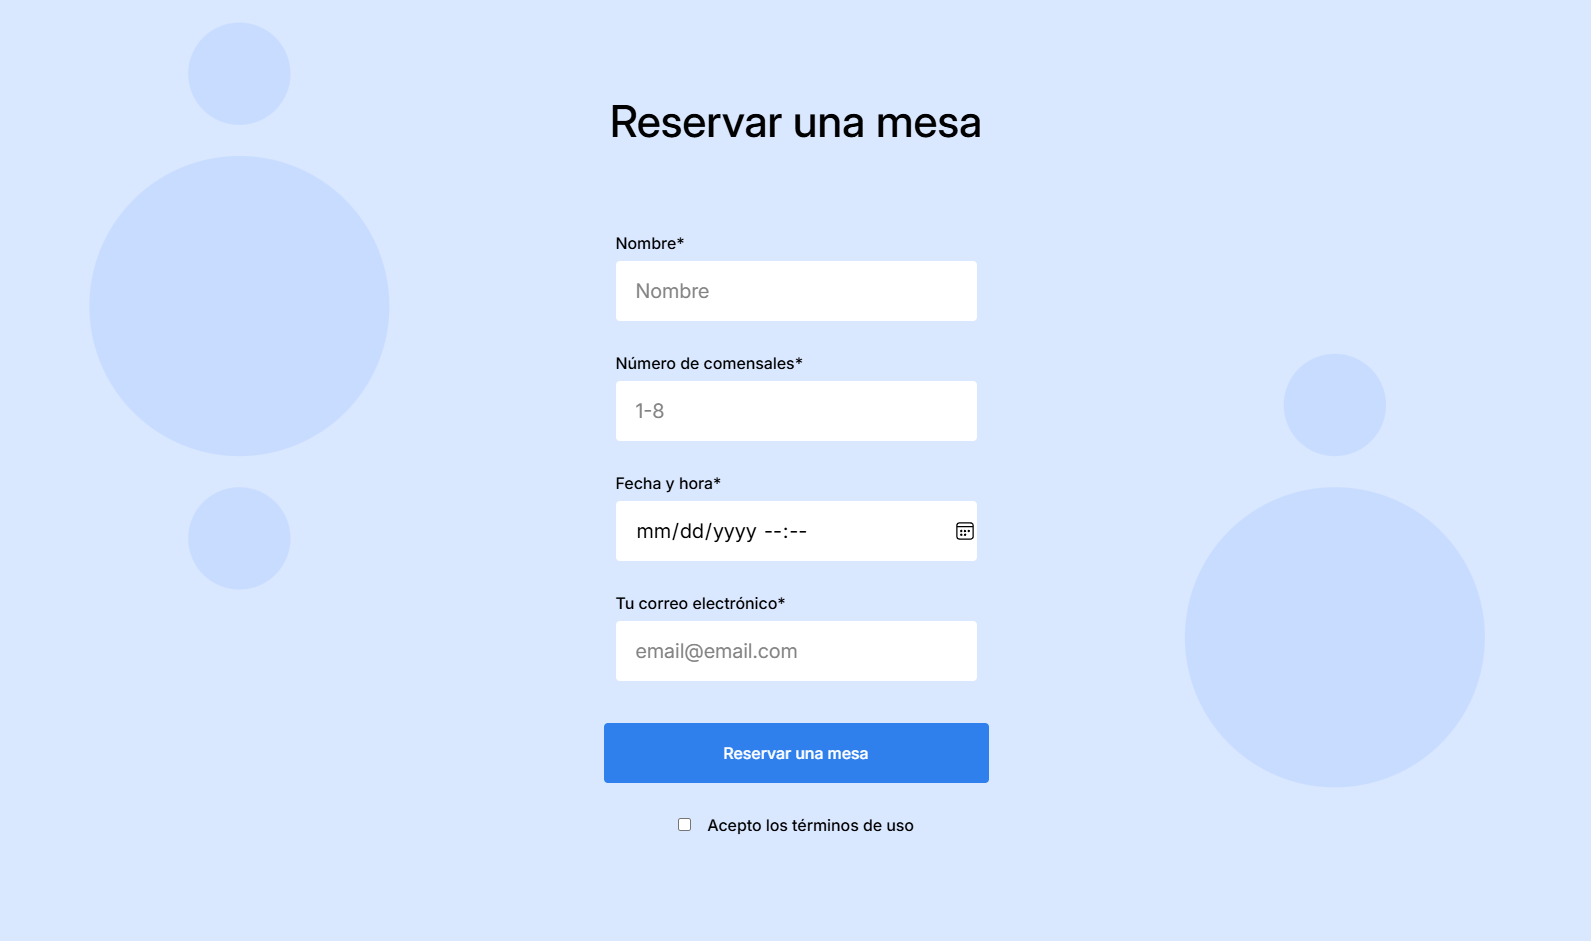 Reservar una mesa
Nombre*
Nombre
Número de comensales*
1-8
Fecha y hora*
mm/dd/yyyy --:--
Tu correo electrónico*
email@email.com
Reservar una mesa
Acepto los términos de uso